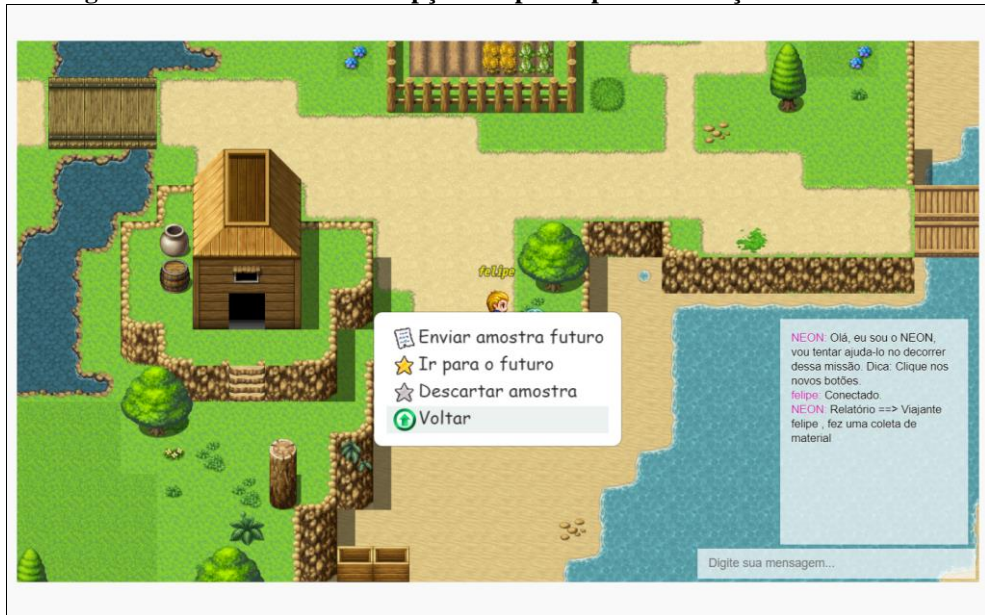 felipe
Enviar amostra futuro
Ir para o futuro
Descartar amostra
Voltar
NEON: Olá, eu sou o NEON,
vou tentar ajuda-lo no decorrer
dessa missão. Dica: Clique nos
novos botões.
felipe: Conectado.
NEON: Relatório ==> Viajante
felipe , fez uma coleta de
material
Digite sua mensagem...